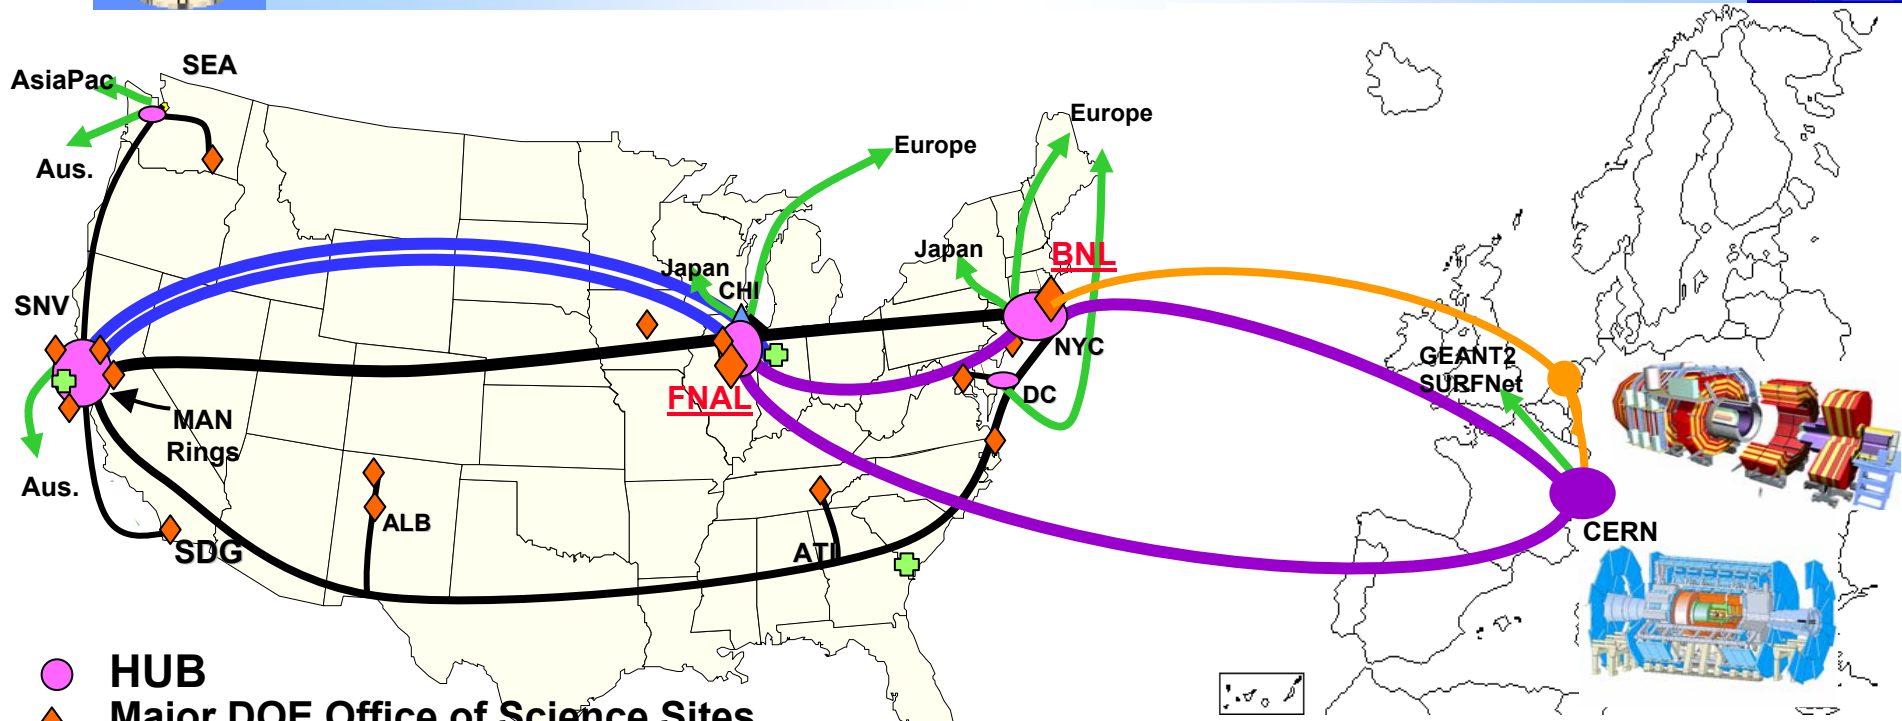 SEA
AsiaPac
Aus.
Europe
Europe
Japan
BNL
Japan
CHI
SNV
NYC
GEANT2
SURFNet
FNAL
DC
MAN
Rings
Aus.
ALB
SDG
ATL
CERN
HUB
Major DOE Office of Science Sites